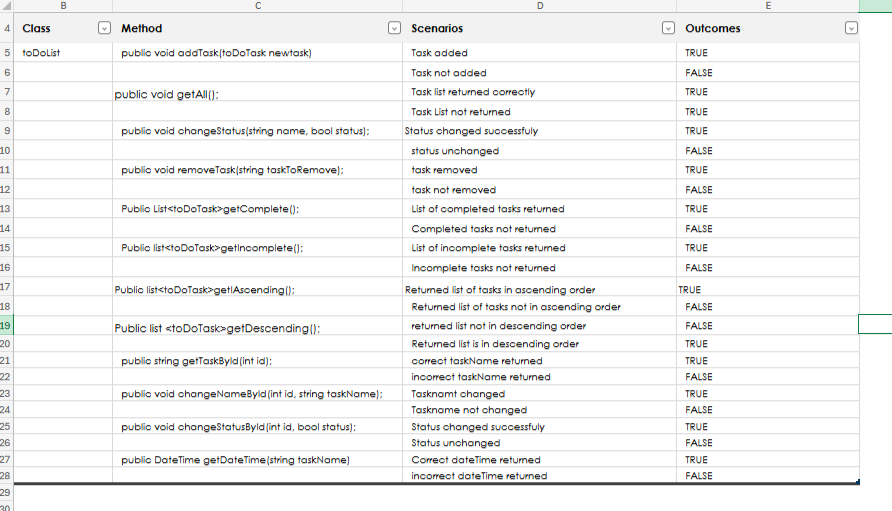 B C D E
4 Class Method Scenarios Outcomes
5 toDoList public void addTask(toDoTask newtask) Task added TRUE
6 Task not added FALSE
7 public void getAll(); Task list returned correctly TRUE
8 Task List not returned TRUE
9 public void changeStatus(string name, bool status); Status changed successfuly TRUE
10 status unchanged FALSE
11 public void removeTask(string taskToRemove); task removed TRUE
12 task not removed FALSE
13 Public List<toDoTask>getComplete(); List of completed tasks returned TRUE
14 Completed tasks not returned FALSE
15 Public list<toDoTask>getIncomplete(); List of incomplete tasks returned TRUE
16 Incomplete tasks not returned FALSE
17 Public list<toDoTask>getIAscending(); Returned list of tasks in ascending order TRUE
18 Returned list of tasks not in ascending order FALSE
19 Public list <toDoTask>getDescending(); returned list not in descending order FALSE
20 Returned list is in descending order TRUE
21 public string getTaskById(int id); correct taskName returned TRUE
22 incorrect taskName returned FALSE
23 public void changeNameById(int id, string taskName); Tasknamt changed TRUE
24 Taskname not changed FALSE
25 public void changeStatusById(int id, bool status); Status changed successfuly TRUE
26 Status unchanged FALSE
27 public DateTime getDateTime(string taskName) Correct dateTime returned TRUE
28 incorrect dateTime returned FALSE
29
30